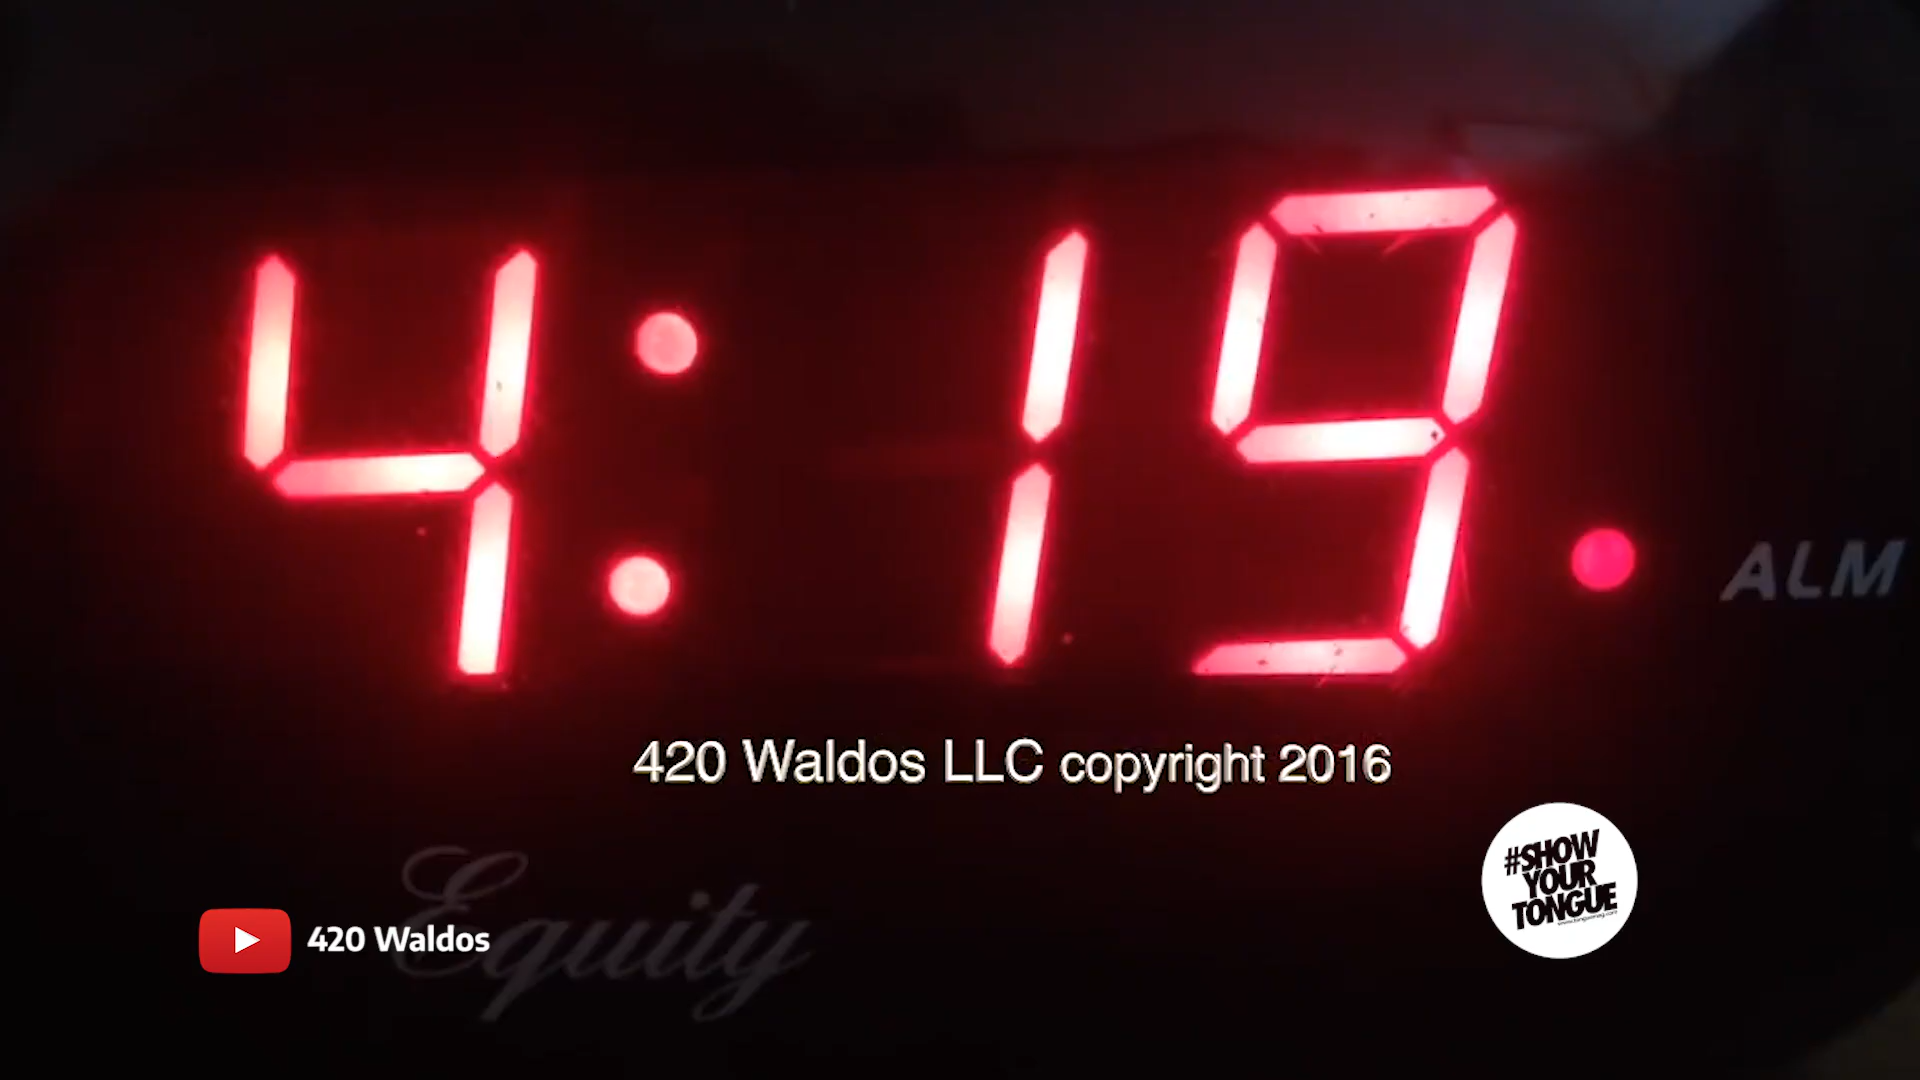 4:19
ALM
420 Waldos LLC copyright 2016
#SHOW
YOUR
TONGUE
Equity
420 Waldos